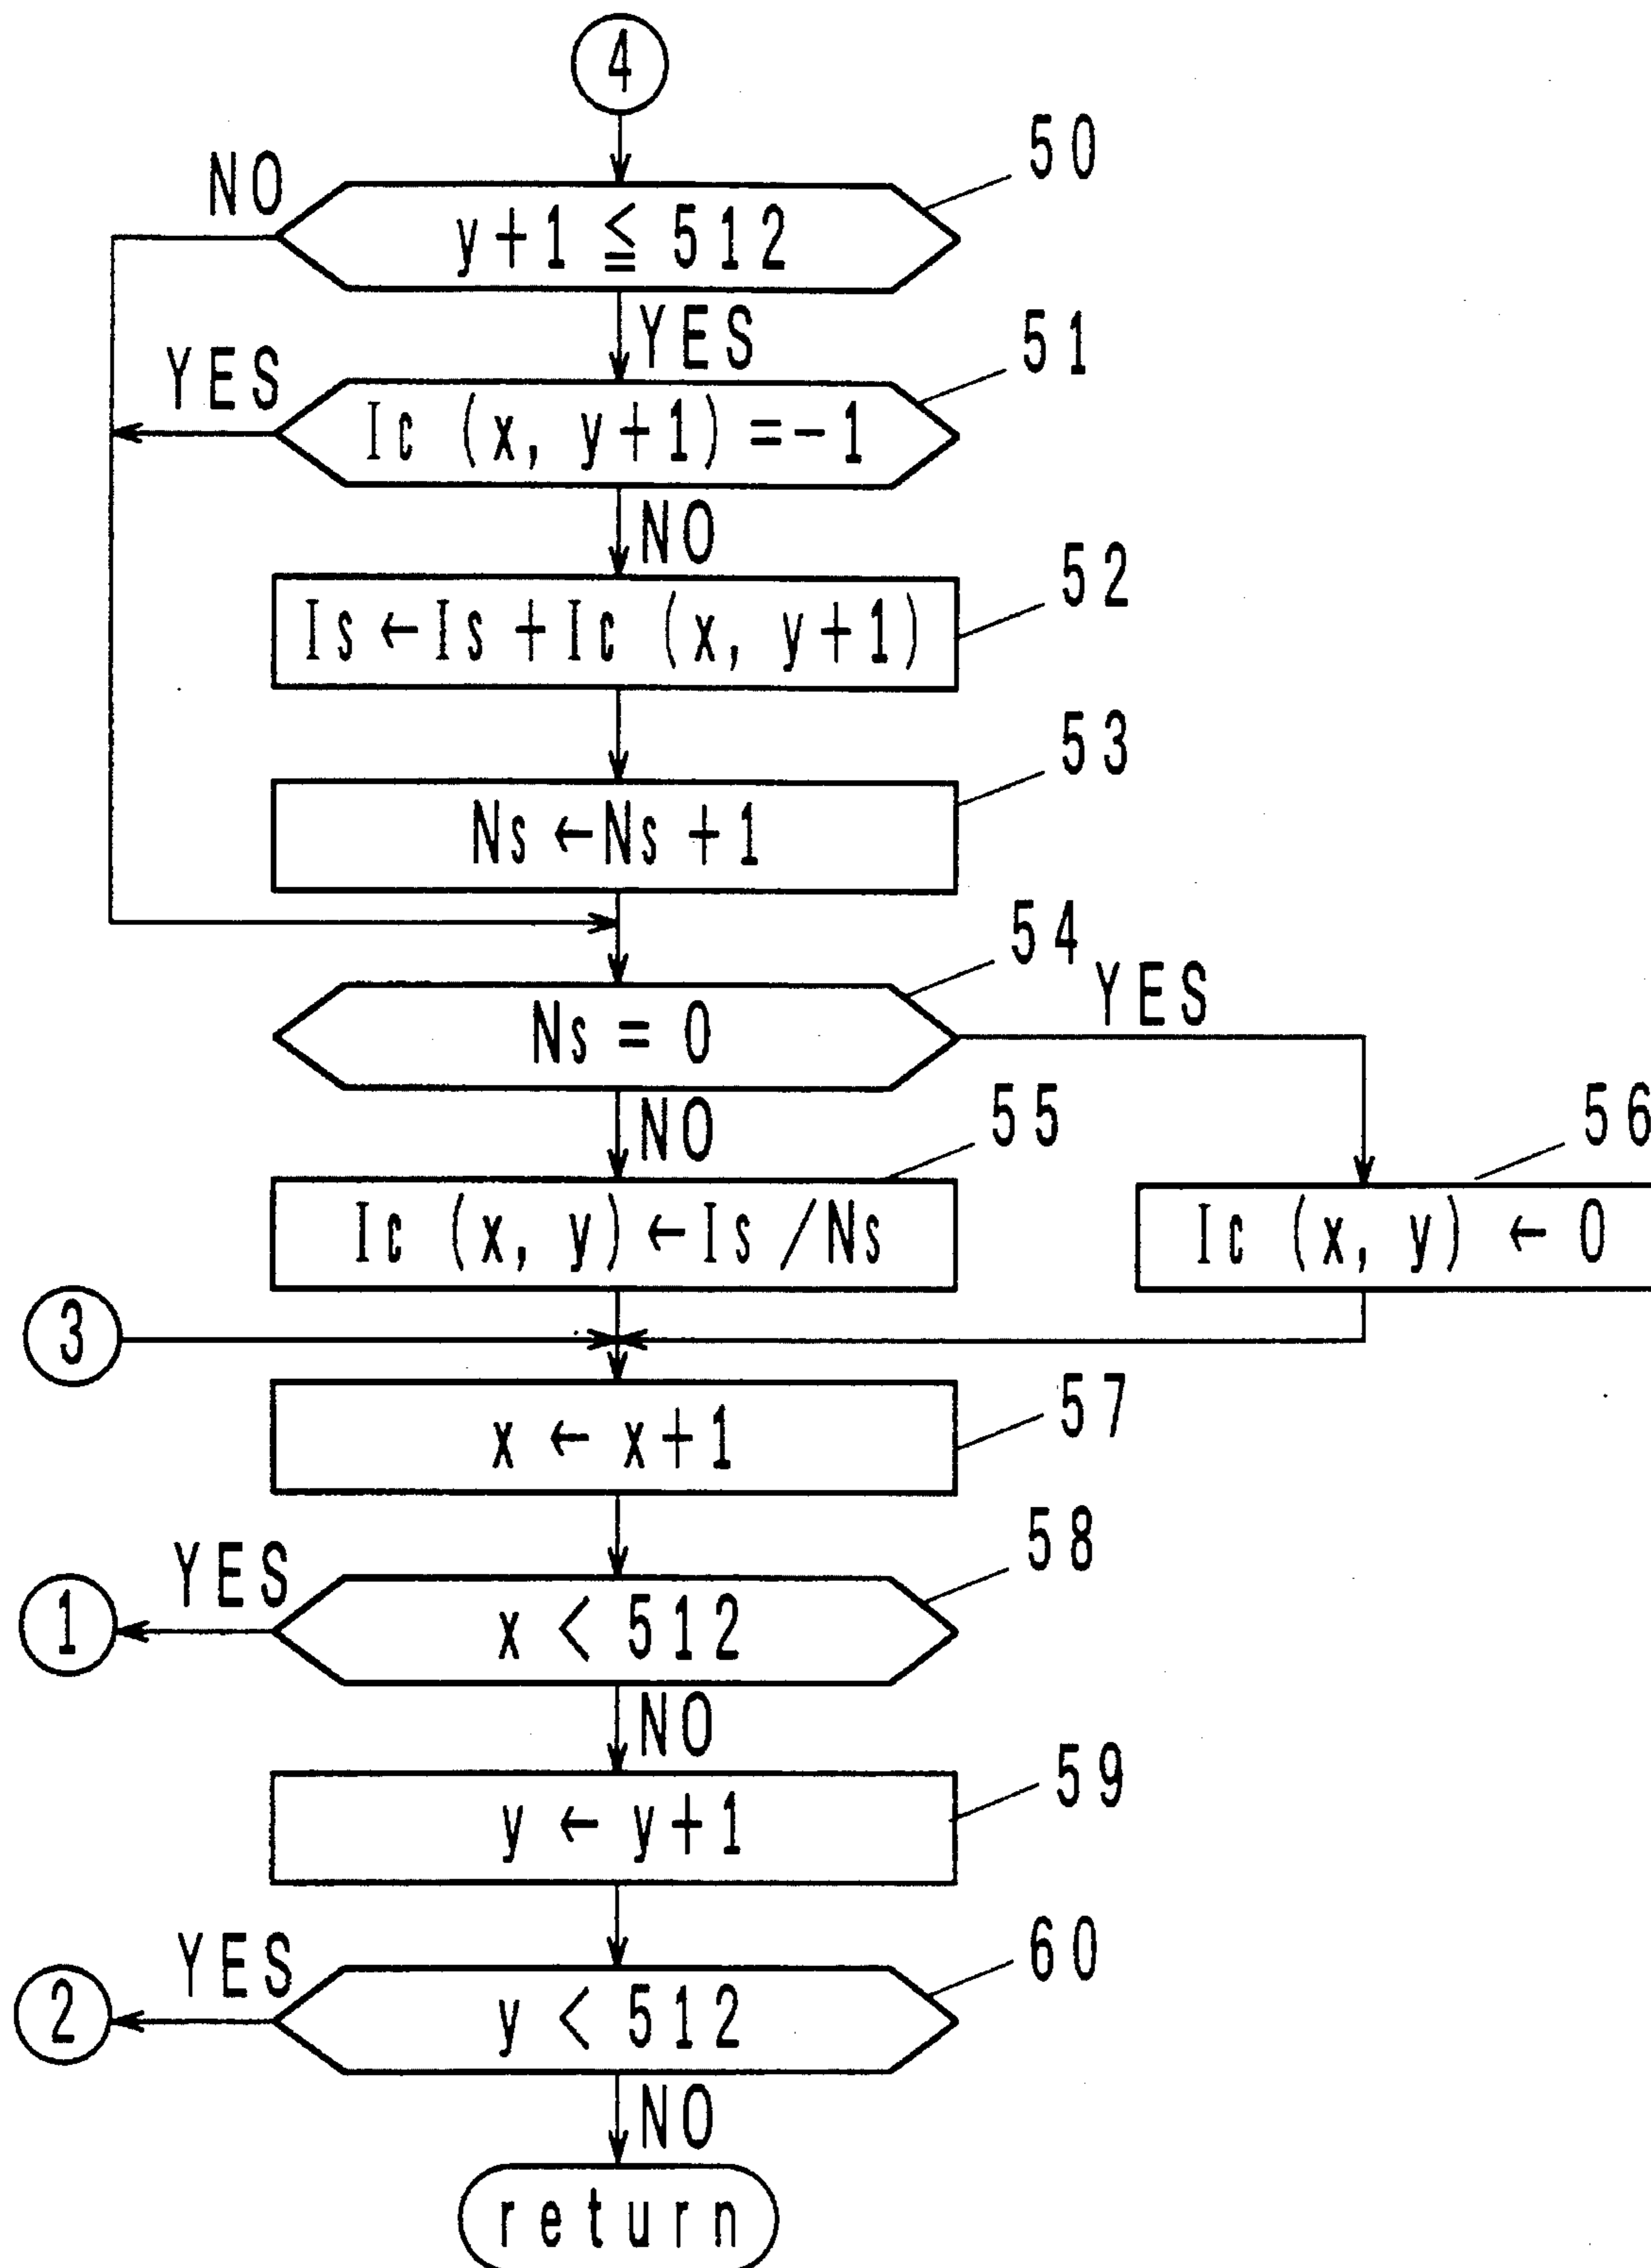 4
50
NO
y+1 ≦ 512
YES
51
YES
Ic (x, y+1) = -1
NO
52
Is ← Is + Ic (x, y+1)
53
Ns ← Ns + 1
54
YES
Ns = 0
NO
55
56
Ic (x, y) ← Is / Ns
Ic (x, y) ← 0
3
57
x ← x+1
58
YES
1
x < 512
NO
59
y ← y+1
60
YES
2
y < 512
NO
return